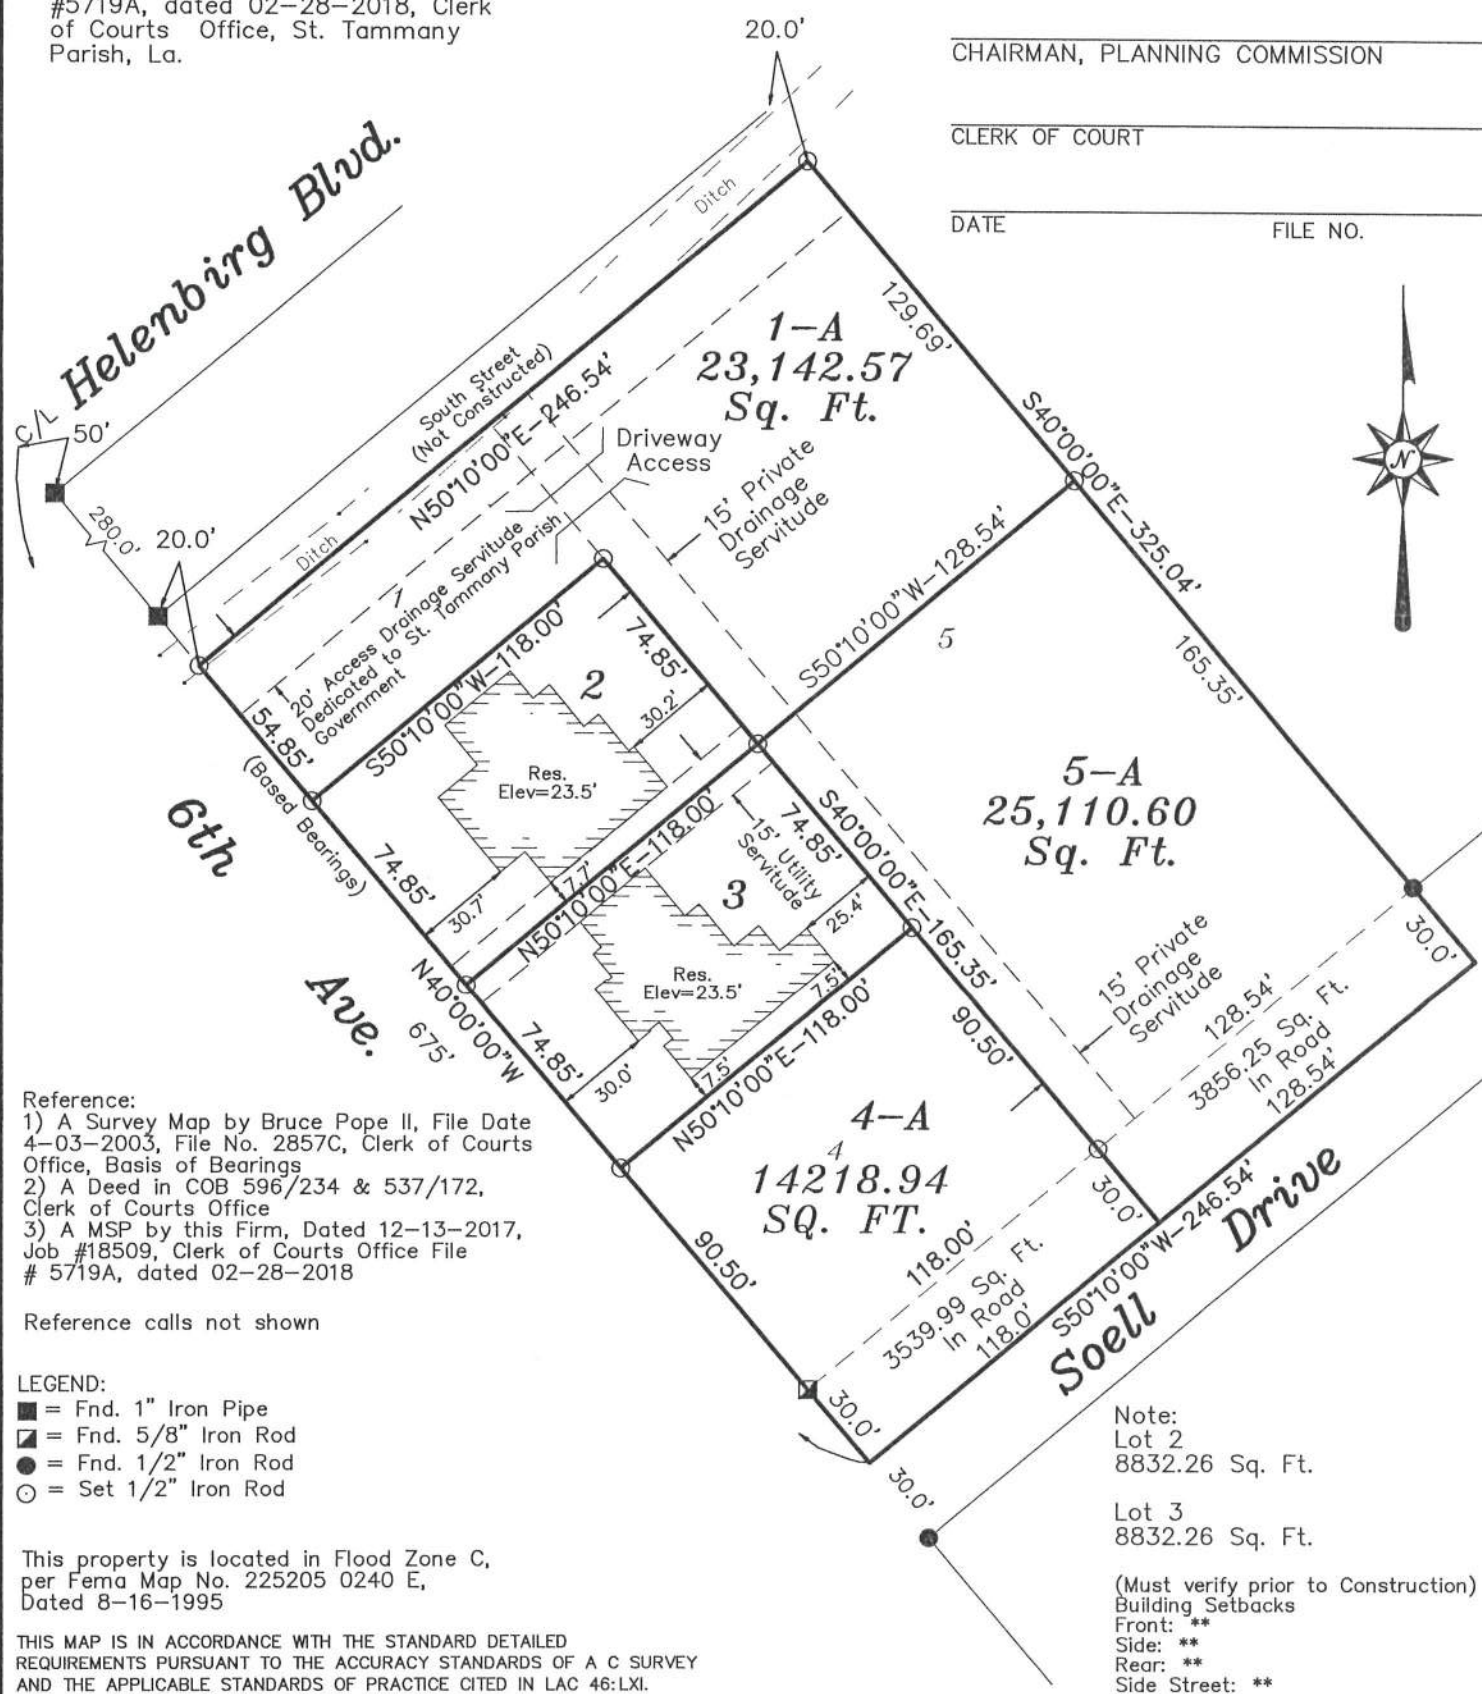 #5719A, dated 02-28-2018, Clerk
of Courts Office, St. Tammany
Parish, La.
20.0'
CHAIRMAN, PLANNING COMMISSION
CLERK OF COURT
DATE FILE NO.
Helenbirg Blvd.
C/L
50'
280.0'
20.0'
Ditch
Ditch
South Street
(Not Constructed)
N50°10'00"E-246.54'
1-A
23,142.57
Sq. Ft.
129.69'
S40°00'00"E-325.04'
Driveway
Access
15' Private
Drainage
Servitude
N
1
20' Access Drainage Servitude
Dedicated to St. Tammany Parish
Government
54.85'
(Based Bearings)
S50°10'00"W-118.00'
74.85'
2
30.2'
Res.
Elev=23.5'
7.7'
30.7'
74.85'
S50°10'00"W-128.54'
5
165.35'
5-A
25,110.60
Sq. Ft.
6th
Ave.
N50°10'00"E-118.00'
74.85'
15' Utility
Servitude
3
25.4'
S40°00'00"E-165.35'
Res.
Elev=23.5'
7.5'
7.5'
30.0'
N40°00'00"W
675'
74.85'
N50°10'00"E-118.00'
90.50'
15' Private
Drainage
Servitude
30.0'
128.54'
3856.25 Sq. Ft.
In Road
128.54'
4-A
4
14218.94
SQ. FT.
90.50'
30.0'
118.00'
3539.99 Sq. Ft.
In Road
118.0'
S50°10'00"W-246.54'
Soell Drive
30.0'
30.0'
Reference:
1) A Survey Map by Bruce Pope II, File Date
4-03-2003, File No. 2857C, Clerk of Courts
Office, Basis of Bearings
2) A Deed in COB 596/234 & 537/172,
Clerk of Courts Office
3) A MSP by this Firm, Dated 12-13-2017,
Job #18509, Clerk of Courts Office File
# 5719A, dated 02-28-2018
Reference calls not shown
LEGEND:
= Fnd. 1" Iron Pipe
= Fnd. 5/8" Iron Rod
= Fnd. 1/2" Iron Rod
= Set 1/2" Iron Rod
This property is located in Flood Zone C,
per Fema Map No. 225205 0240 E,
Dated 8-16-1995
THIS MAP IS IN ACCORDANCE WITH THE STANDARD DETAILED
REQUIREMENTS PURSUANT TO THE ACCURACY STANDARDS OF A C SURVEY
AND THE APPLICABLE STANDARDS OF PRACTICE CITED IN LAC 46:LXI.
Note:
Lot 2
8832.26 Sq. Ft.
Lot 3
8832.26 Sq. Ft.
(Must verify prior to Construction)
Building Setbacks
Front: **
Side: **
Rear: **
Side Street: **